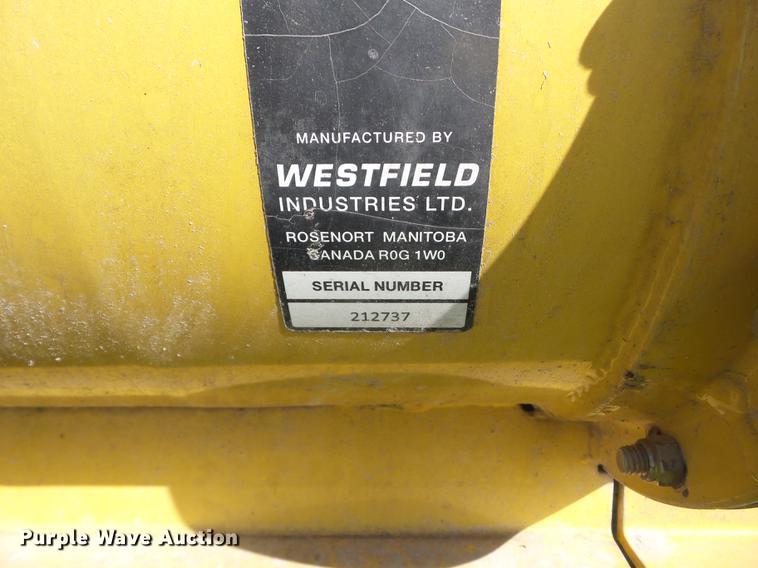 MANUFACTURED BY
WESTFIELD
INDUSTRIES LTD.
ROSENORT MANITOBA
CANADA R0G 1W0
SERIAL NUMBER
212737
Purple Wave Auction